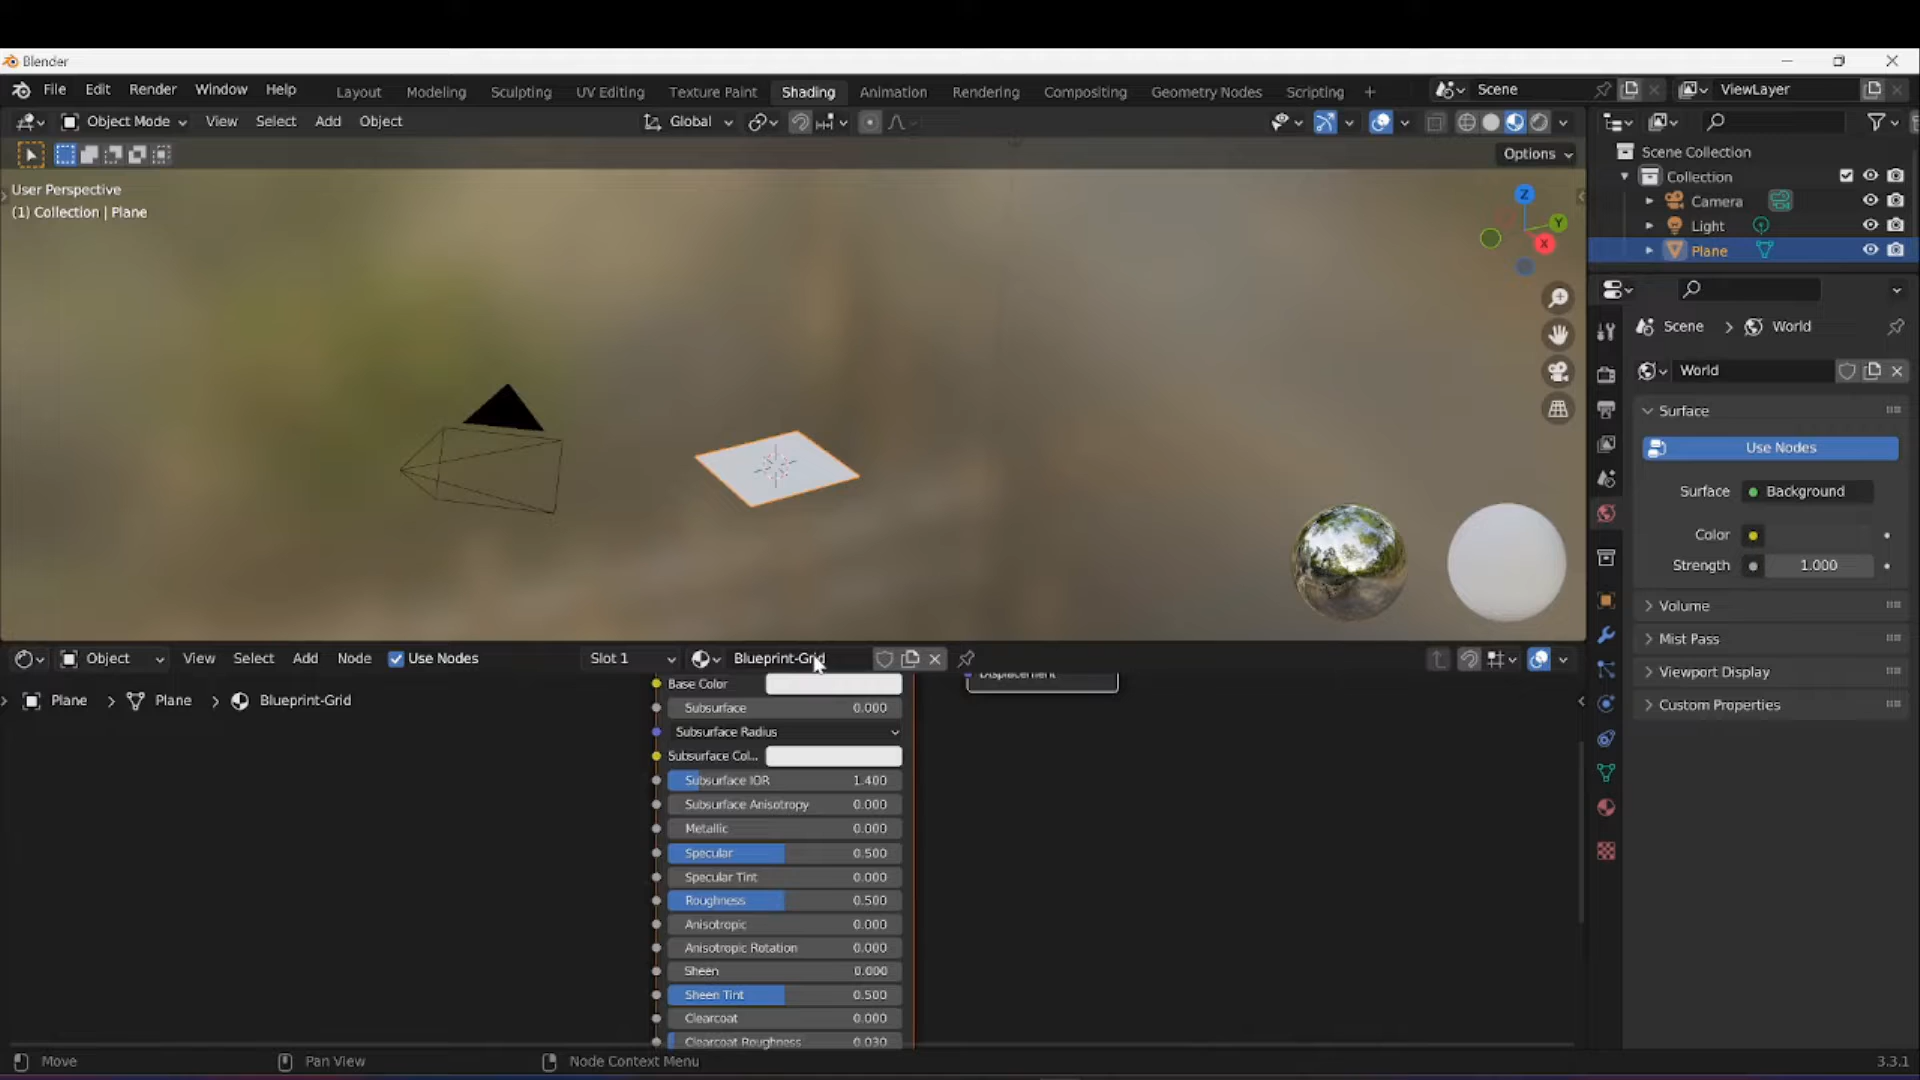 Blender
File Edit Render Window Help Layout Modeling Sculpting UV Editing Texture Paint Shading Animation Rendering Compositing Geometry Nodes Scripting + Scene ViewLayer
Object Mode View Select Add Object Global
Options
User Perspective
(1) Collection | Plane
Z
Y
X
Scene Collection
Collection
Camera
Light
Plane
Scene > World
World
Surface
Use Nodes
Surface Background
Color
Strength 1.000
Volume
Mist Pass
Viewport Display
Custom Properties
Object View Select Add Node Use Nodes Slot 1 Blueprint-Grid
Plane > Plane > Blueprint-Grid
Displacement
Base Color
Subsurface 0.000
Subsurface Radius
Subsurface Col...
Subsurface IOR 1.400
Subsurface Anisotropy 0.000
Metallic 0.000
Specular 0.500
Specular Tint 0.000
Roughness 0.500
Anisotropic 0.000
Anisotropic Rotation 0.000
Sheen 0.000
Sheen Tint 0.500
Clearcoat 0.000
Clearcoat Roughness 0.030
Move Pan View Node Context Menu 3.3.1